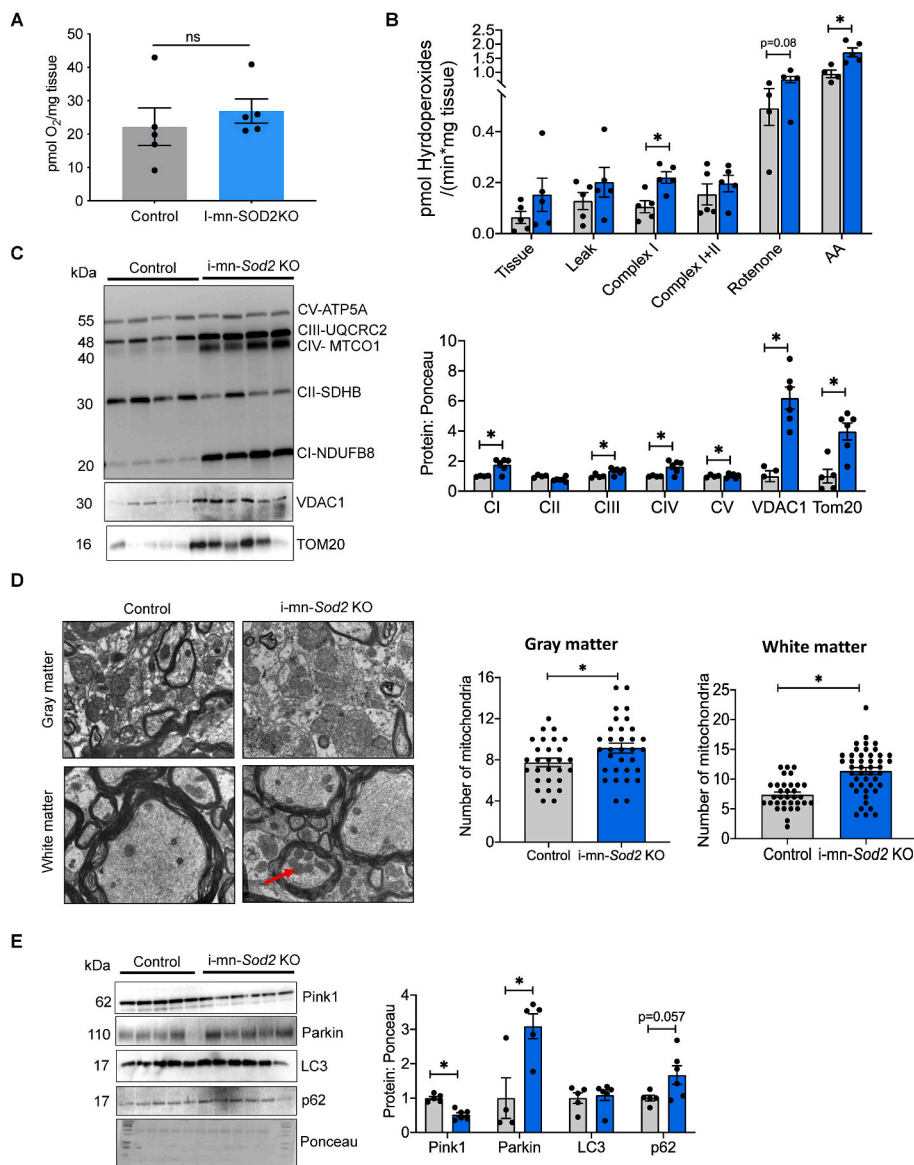 A
ns
pmol O2/mg tissue
50
40
30
20
10
0
Control
I-mn-SOD2KO
B
pmol Hyrdoperoxides
/(min*mg tissue)
2.5
2.0
1.5
1.0
0.4
0.2
0.0
*
p=0.08
*
Tissue
Leak
Complex I
Complex I+II
Rotenone
AA
C
kDa
Control
i-mn-Sod2 KO
55
48
40
30
20
30
16
CV-ATP5A
CIII-UQCRC2
CIV- MTCO1
CII-SDHB
CI-NDUFB8
VDAC1
TOM20
Protein: Ponceau
10
8
6
4
2
0
* * * * * *
CI CII CIII CIV CV VDAC1 Tom20
D
Control
i-mn-Sod2 KO
Gray matter
White matter
Gray matter
*
Number of mitochondria
16
12
8
4
0
Control
i-mn-Sod2 KO
White matter
*
Number of mitochondria
25
20
15
10
5
0
Control
i-mn-Sod2 KO
E
kDa
Control
i-mn-Sod2 KO
62
110
17
17
Pink1
Parkin
LC3
p62
Ponceau
Protein: Ponceau
4
3
2
1
0
*
*
p=0.057
Pink1
Parkin
LC3
p62